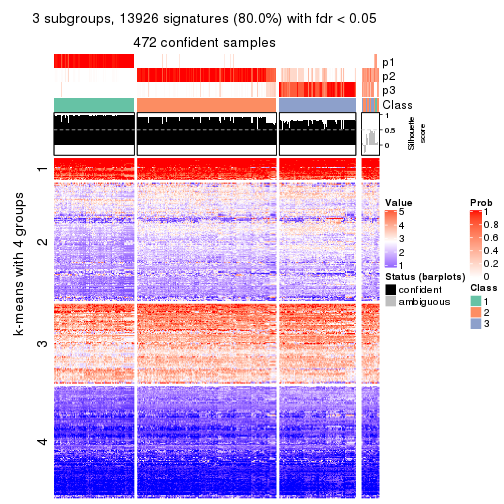 3 subgroups, 13926 signatures (80.0%) with fdr < 0.05
472 confident samples
p1
p2
p3
Class
1
0.5
0
Silhouette
score
k-means with 4 groups
1
2
3
4
Value
5
4
3
2
1
Status (barplots)
confident
ambiguous
Prob
1
0.8
0.6
0.4
0.2
0
Class
1
2
3